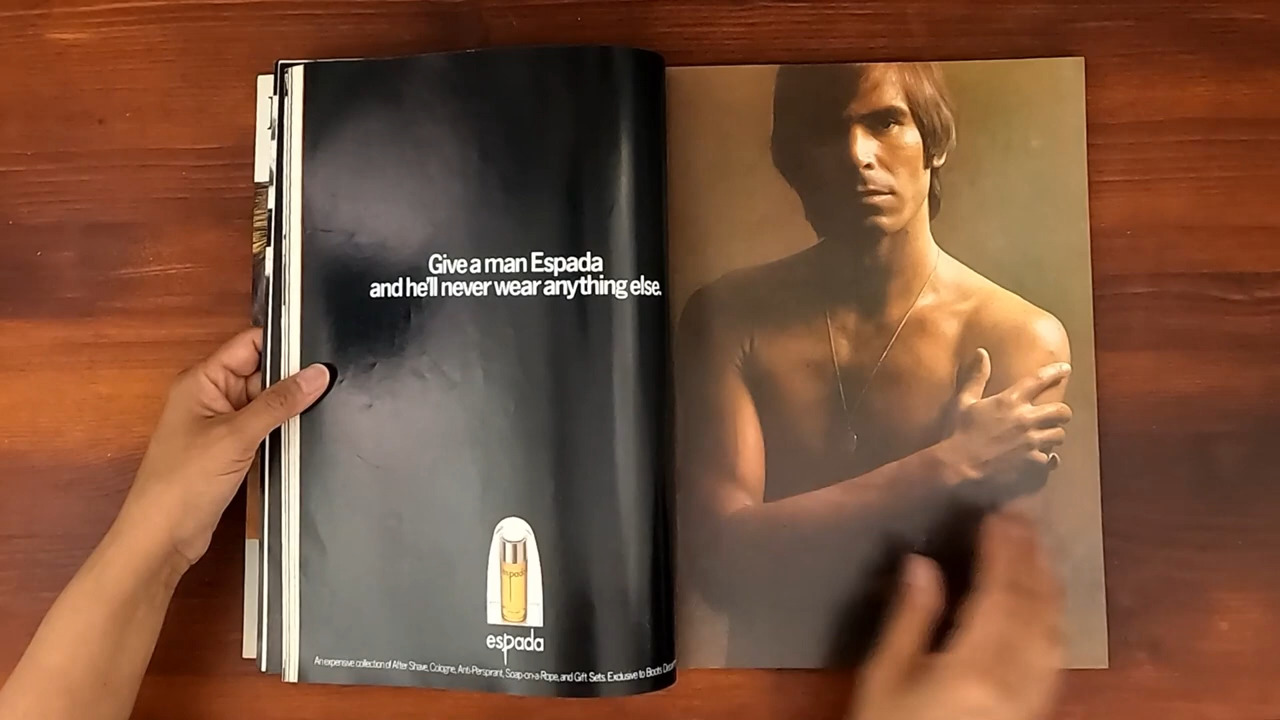 Give a man Espada
and he'll never wear anything else.
espada
espada
An expensive collection of After Shave, Cologne, Anti-Perspirant, Soap-on-a-Rope, and Gift Sets. Exclusive to Boots